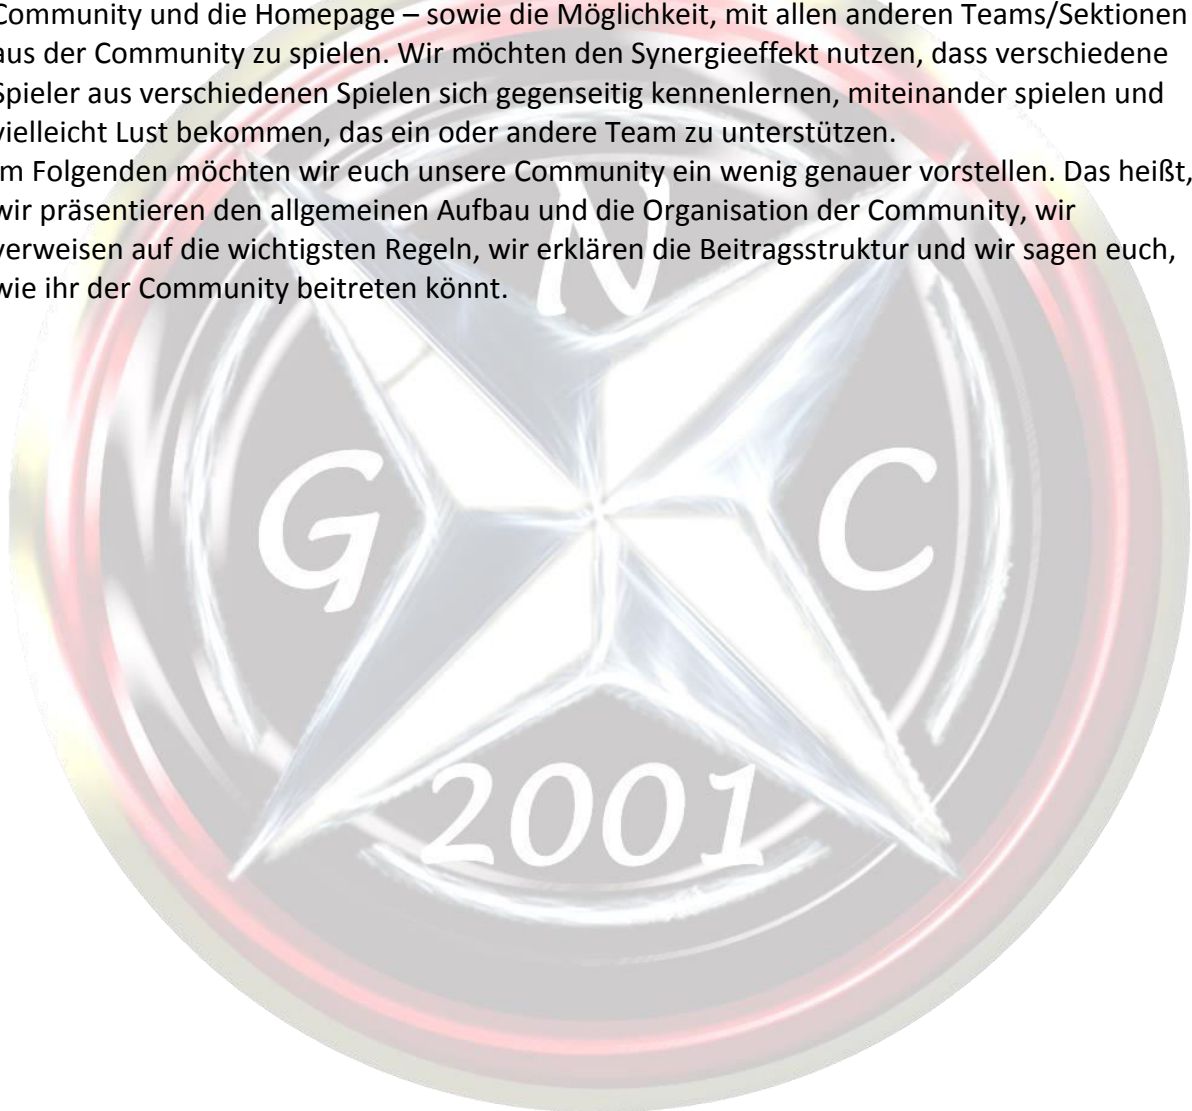 Community und die Homepage – sowie die Möglichkeit, mit allen anderen Teams/Sektionen
aus der Community zu spielen. Wir möchten den Synergieeffekt nutzen, dass verschiedene
Spieler aus verschiedenen Spielen sich gegenseitig kennenlernen, miteinander spielen und
vielleicht Lust bekommen, das ein oder andere Team zu unterstützen.
Im Folgenden möchten wir euch unsere Community ein wenig genauer vorstellen. Das heißt,
wir präsentieren den allgemeinen Aufbau und die Organisation der Community, wir
verweisen auf die wichtigsten Regeln, wir erklären die Beitragsstruktur und wir sagen euch,
wie ihr der Community beitreten könnt.
N
G C
2001